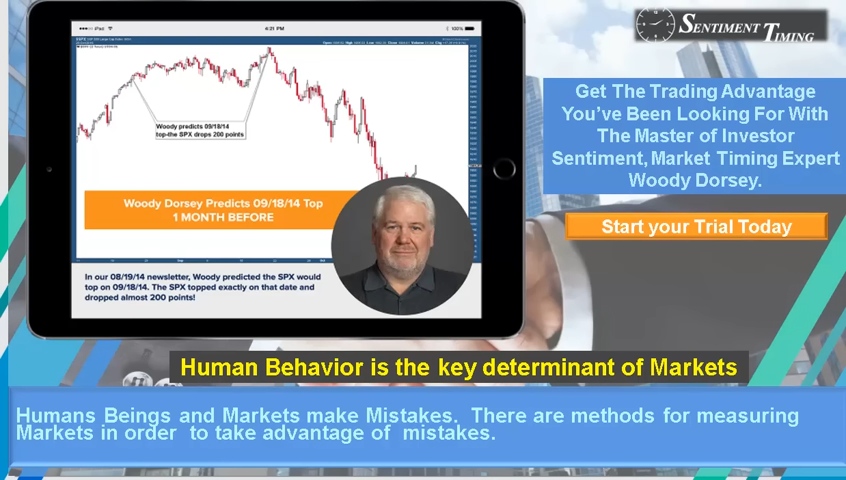 SENTIMENT TIMING
iPad
4:21 PM
100%
Woody predicts 09/18/14
top-the SPX drops 200 points
Woody Dorsey Predicts 09/18/14 Top
1 MONTH BEFORE
In our 08/19/14 newsletter, Woody predicted the SPX would
top on 09/18/14. The SPX topped exactly on that date and
dropped almost 200 points!
Get The Trading Advantage
You've Been Looking For With
The Master of Investor
Sentiment, Market Timing Expert
Woody Dorsey.
Start your Trial Today
Human Behavior is the key determinant of Markets
Humans Beings and Markets make Mistakes. There are methods for measuring
Markets in order to take advantage of mistakes.